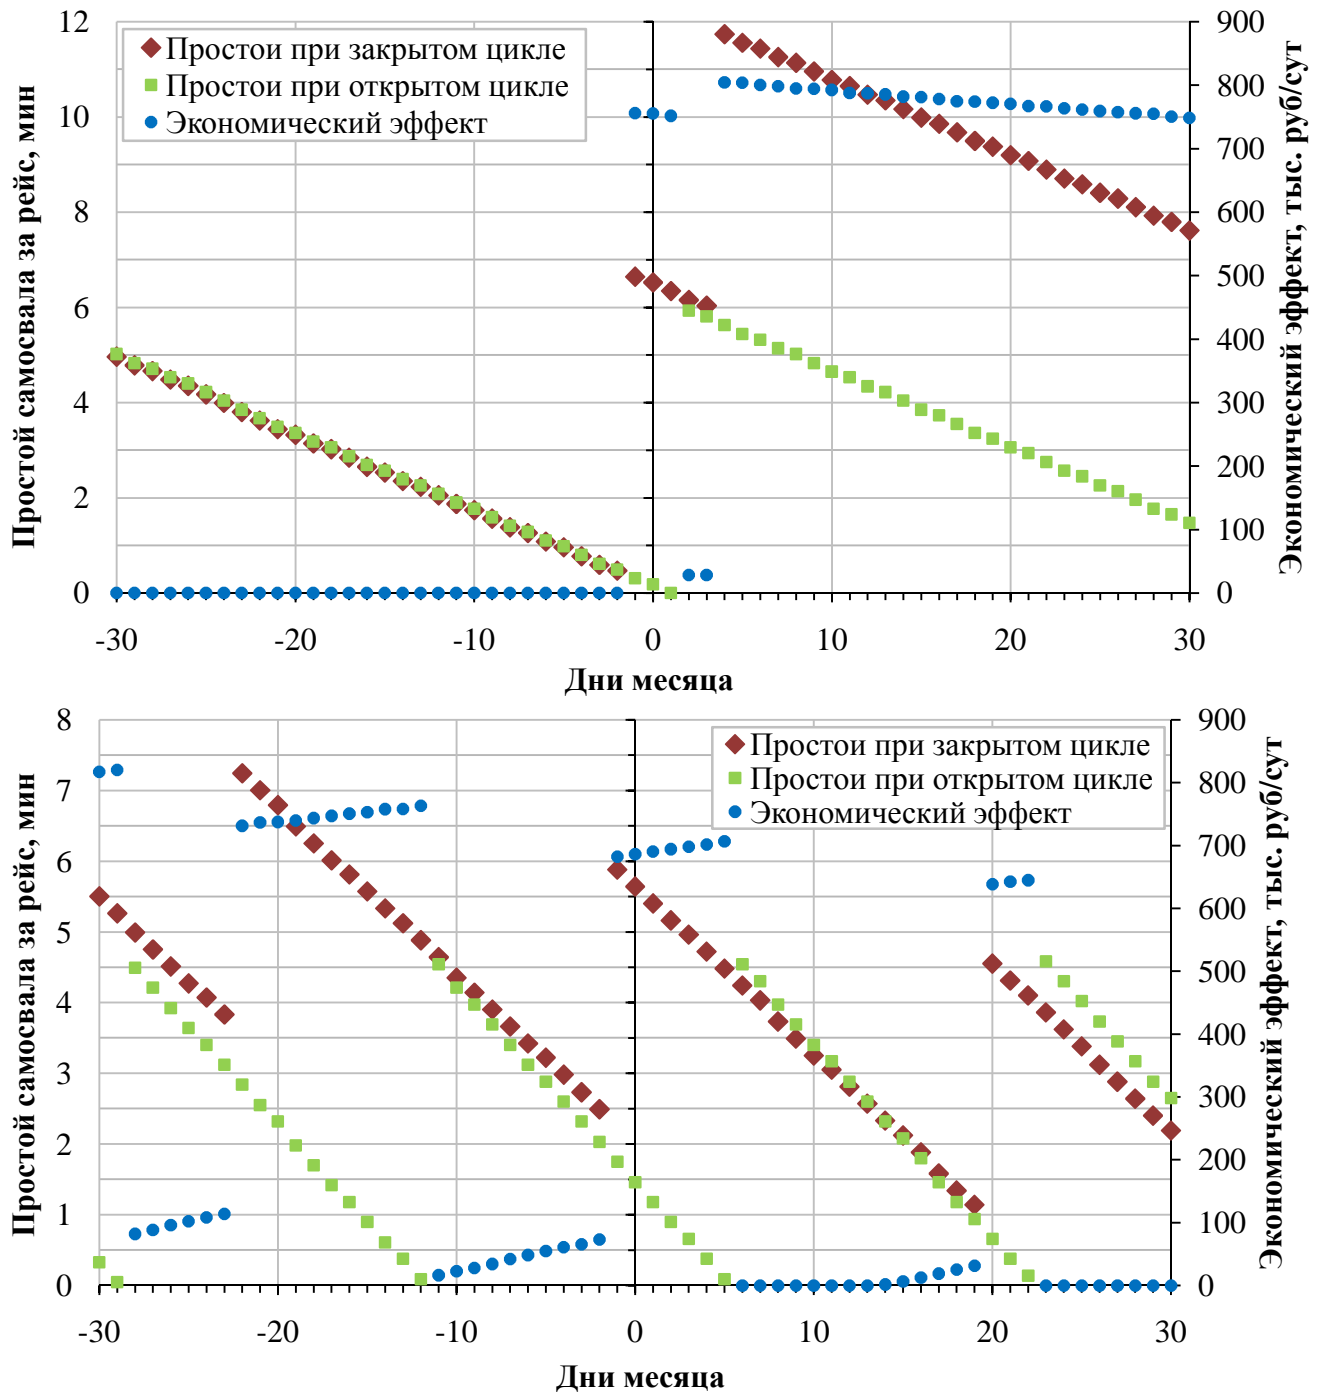 12
10
8
6
4
2
0
Простой самосвала за рейс, мин
Простои при закрытом цикле
Простои при открытом цикле
Экономический эффект
900
800
700
600
500
400
300
200
100
0
Экономический эффект, тыс. руб/сут
-30 -20 -10 0 10 20 30
Дни месяца
8
7
6
5
4
3
2
1
0
Простой самосвала за рейс, мин
Простои при закрытом цикле
Простои при открытом цикле
Экономический эффект
900
800
700
600
500
400
300
200
100
0
Экономический эффект, тыс. руб/сут
-30 -20 -10 0 10 20 30
Дни месяца